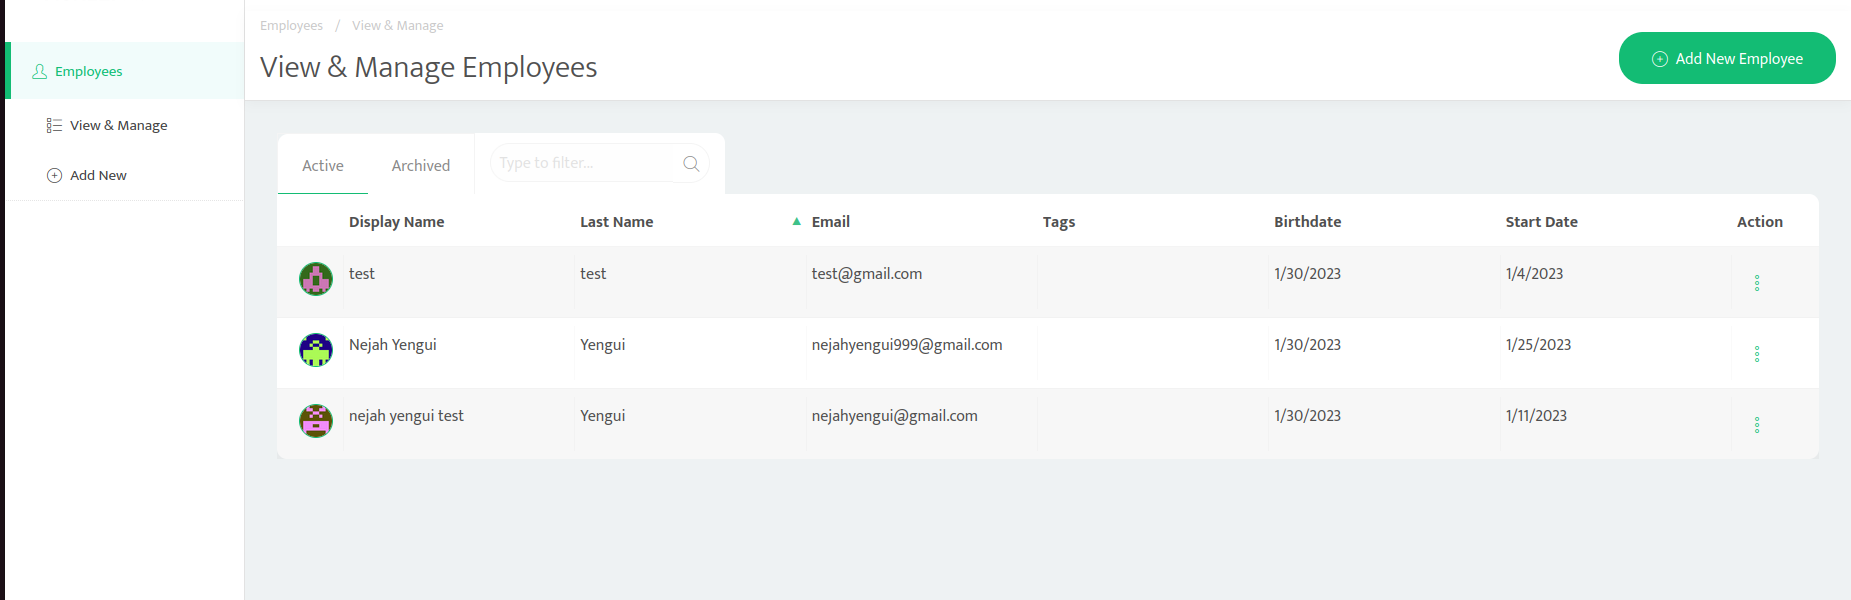 Employees / View & Manage
View & Manage Employees
Add New Employee
Employees
View & Manage
Add New
Active Archived Type to filter...
Display Name Last Name Email Tags Birthdate Start Date Action
test test test@gmail.com 1/30/2023 1/4/2023
Nejah Yengui Yengui nejahyengui999@gmail.com 1/30/2023 1/25/2023
nejah yengui test Yengui nejahyengui@gmail.com 1/30/2023 1/11/2023